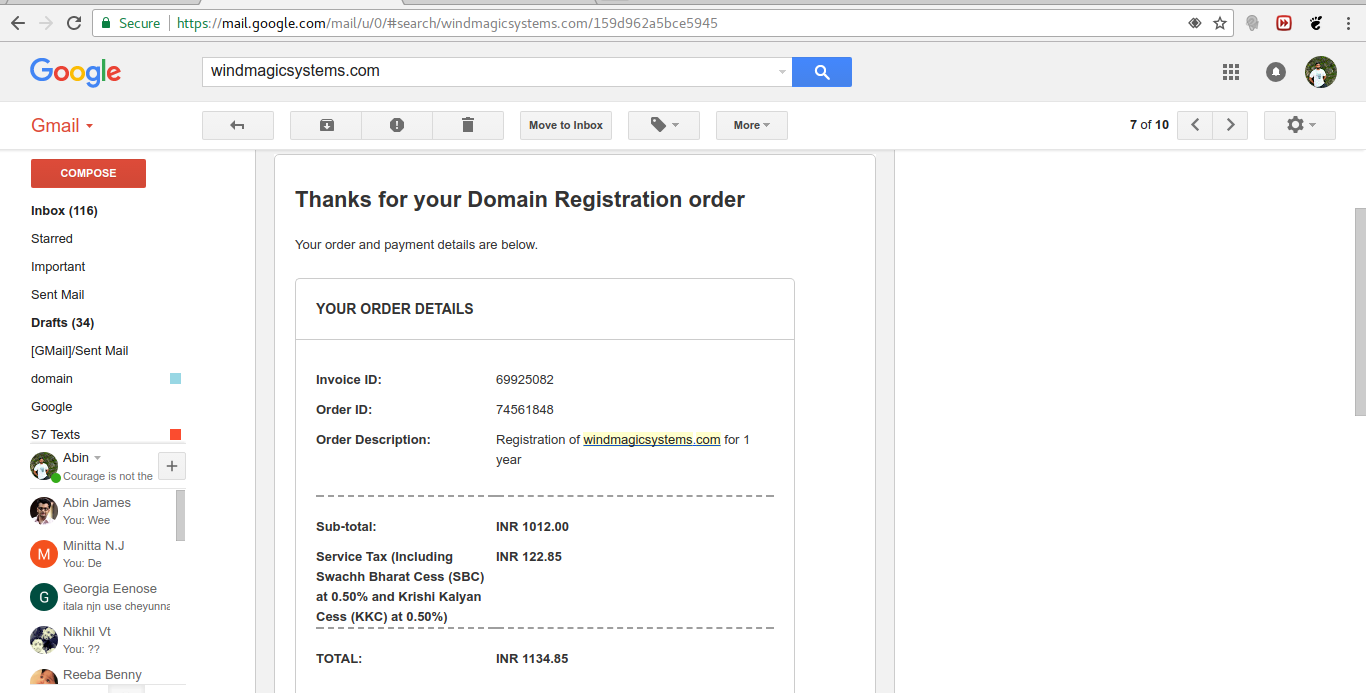 Secure
https://mail.google.com/mail/u/0/#search/windmagicsystems.com/159d962a5bce5945
Google
windmagicsystems.com
Gmail
Move to Inbox
More
7 of 10
COMPOSE
Inbox (116)
Starred
Important
Sent Mail
Drafts (34)
[GMail]/Sent Mail
domain
Google
S7 Texts
Abin
Courage is not the
Abin James
You: Wee
Minitta N.J
You: De
Georgia Eenose
itala njn use cheyunna
Nikhil Vt
You: ??
Reeba Benny
M
G
Thanks for your Domain Registration order
Your order and payment details are below.
YOUR ORDER DETAILS
Invoice ID: 69925082
Order ID: 74561848
Order Description: Registration of windmagicsystems.com for 1
year
Sub-total: INR 1012.00
Service Tax (Including INR 122.85
Swachh Bharat Cess (SBC)
at 0.50% and Krishi Kalyan
Cess (KKC) at 0.50%)
TOTAL: INR 1134.85